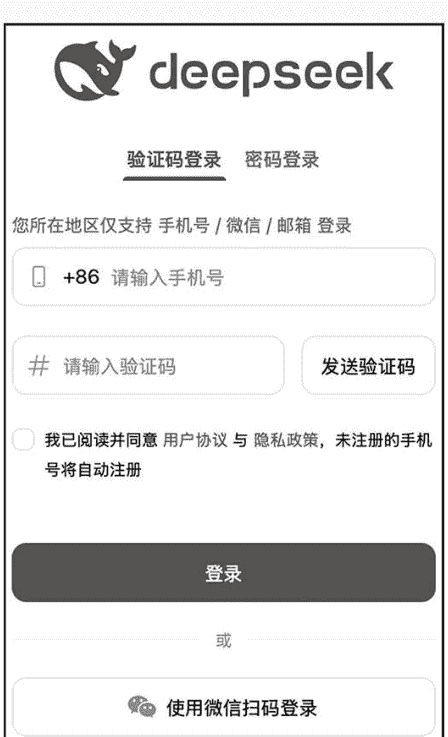 deepseek
验证码登录 密码登录
您所在地区仅支持 手机号 / 微信 / 邮箱 登录
+86 请输入手机号
# 请输入验证码 发送验证码
我已阅读并同意 用户协议 与 隐私政策，未注册的手机
号将自动注册
登录
或
使用微信扫码登录